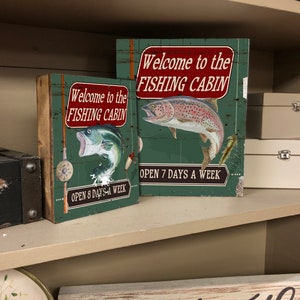 Welcome to the
FISHING CABIN
OPEN 8 DAYS A WEEK
Welcome to the
FISHING CABIN
OPEN 7 DAYS A WEEK